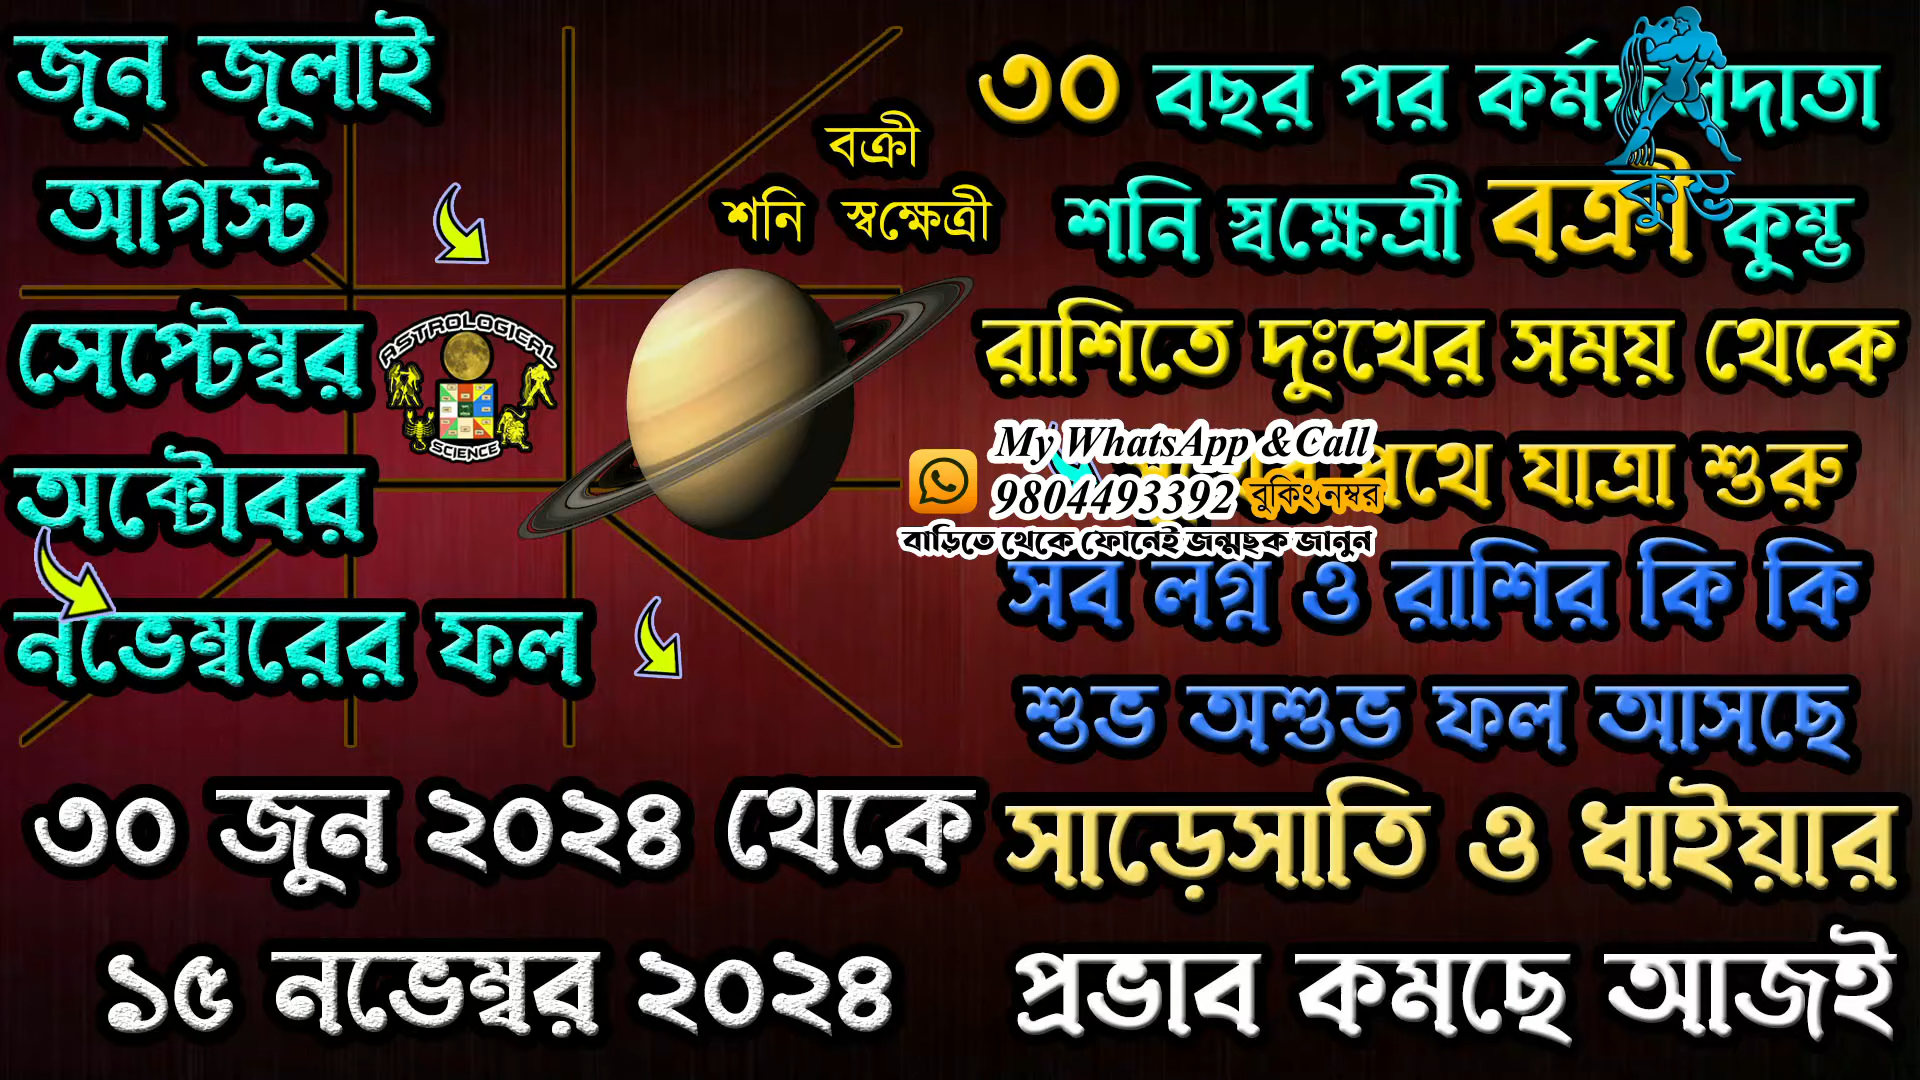 জুন জুলাই
আগস্ট
সেপ্টেম্বর
অক্টোবর
নভেম্বরের ফল
৩০ জুন ২০২৪ থেকে
১৫ নভেম্বর ২০২৪
বক্রী
শনি স্বক্ষেত্রী
ASTROLOGICAL
SCIENCE
৩০ বছর পর
শনি স্বক্ষেত্রী বক্রী কুম্ভ
কুম্ভ
রাশিতে দুঃখের সময় থেকে
পথে যাত্রা শুরু
My WhatsApp &Call
9804493392 বুকিং নম্বর
বাড়িতে থেকে ফোনেই জন্মছক জানুন
সব লগ্ন ও রাশির কি কি
শুভ অশুভ ফল আসছে
সাড়েসাতি ও ধাইয়ার
প্রভাব কমছে আজই